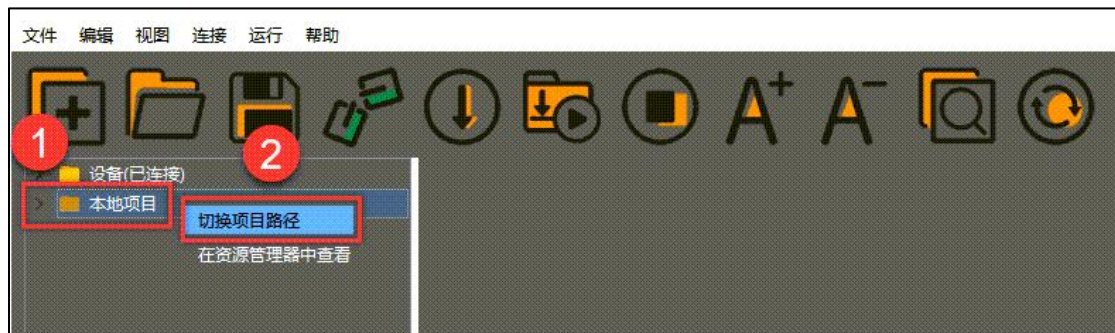 文件 编辑 视图 连接 运行 帮助
A+ A-
1
2
设备(已连接)
本地项目
切换项目路径
在资源管理器中查看